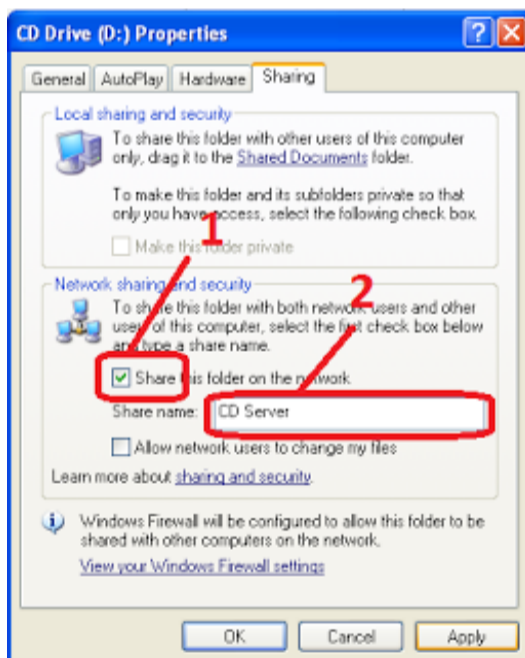 CD Drive (D:) Properties
General AutoPlay Hardware Sharing
Local sharing and security
To share this folder with other users of this computer
only, drag it to the Shared Documents folder.
To make this folder and its subfolders private so that
only you have access, select the following check box.
1
Make this folder private
Network sharing and security
2
To share this folder with both network users and other
users of this computer, select the first check box below
and type a share name.
Share this folder on the network
Share name: CD Server
Allow network users to change my files
Learn more about sharing and security.
Windows Firewall will be configured to allow this folder to be
shared with other computers on the network.
View your Windows Firewall settings
OK Cancel Apply